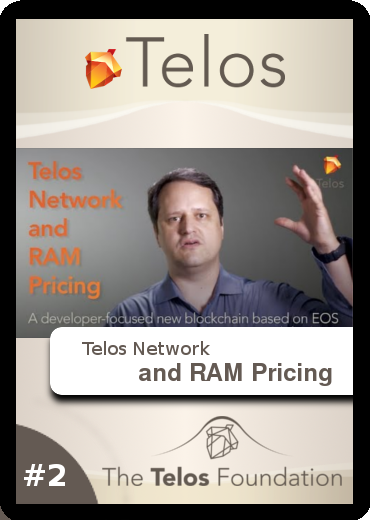 Telos
Telos
Network
and
RAM
Pricing
Telos
A developer-focused new blockchain based on EOS
Telos Network
and RAM Pricing
#2
The Telos Foundation